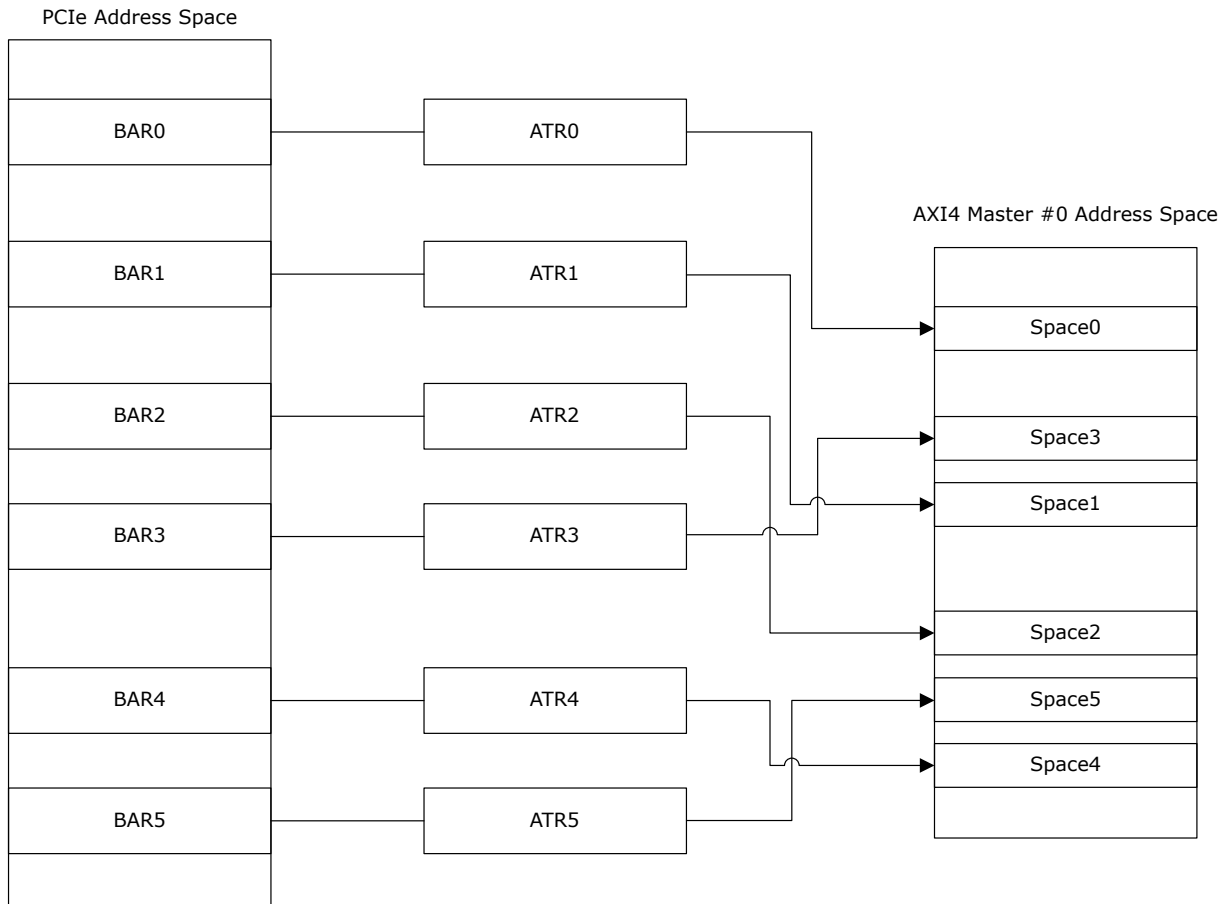 PCIe Address Space
BAR0
ATR0
AXI4 Master #0 Address Space
BAR1
ATR1
Space0
BAR2
ATR2
Space3
Space1
BAR3
ATR3
Space2
BAR4
ATR4
Space5
Space4
BAR5
ATR5